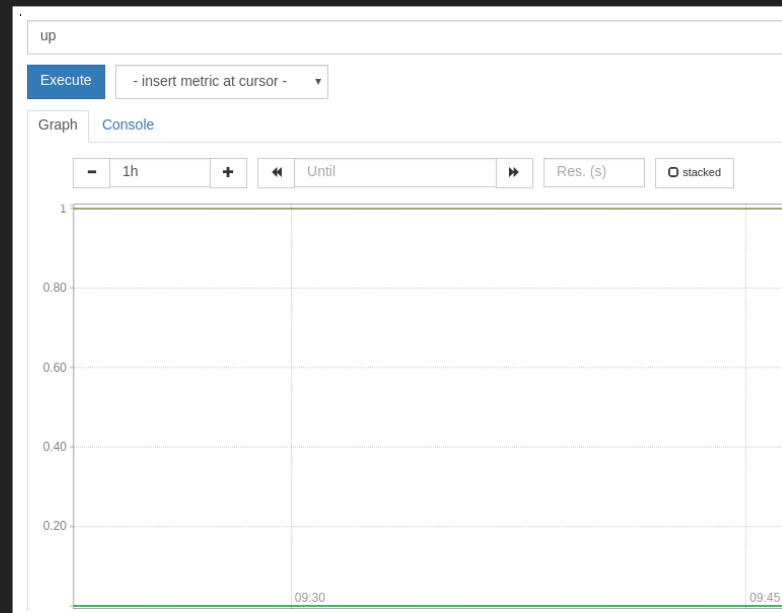 up
Execute - insert metric at cursor -
Graph Console
1h Until Res. (s) stacked
1
0.80
0.60
0.40
0.20
09:30 09:45